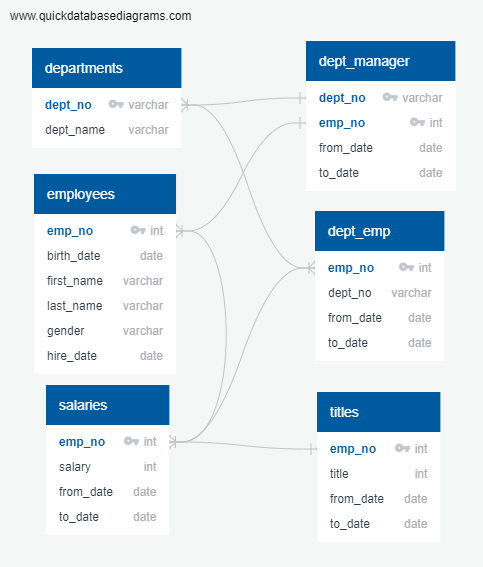 www.quickdatabasediagrams.com
departments
dept_no varchar
dept_name varchar
dept_manager
dept_no varchar
emp_no int
from_date date
to_date date
employees
emp_no int
birth_date date
first_name varchar
last_name varchar
gender varchar
hire_date date
dept_emp
emp_no int
dept_no varchar
from_date date
to_date date
salaries
emp_no int
salary int
from_date date
to_date date
titles
emp_no int
title int
from_date date
to_date date